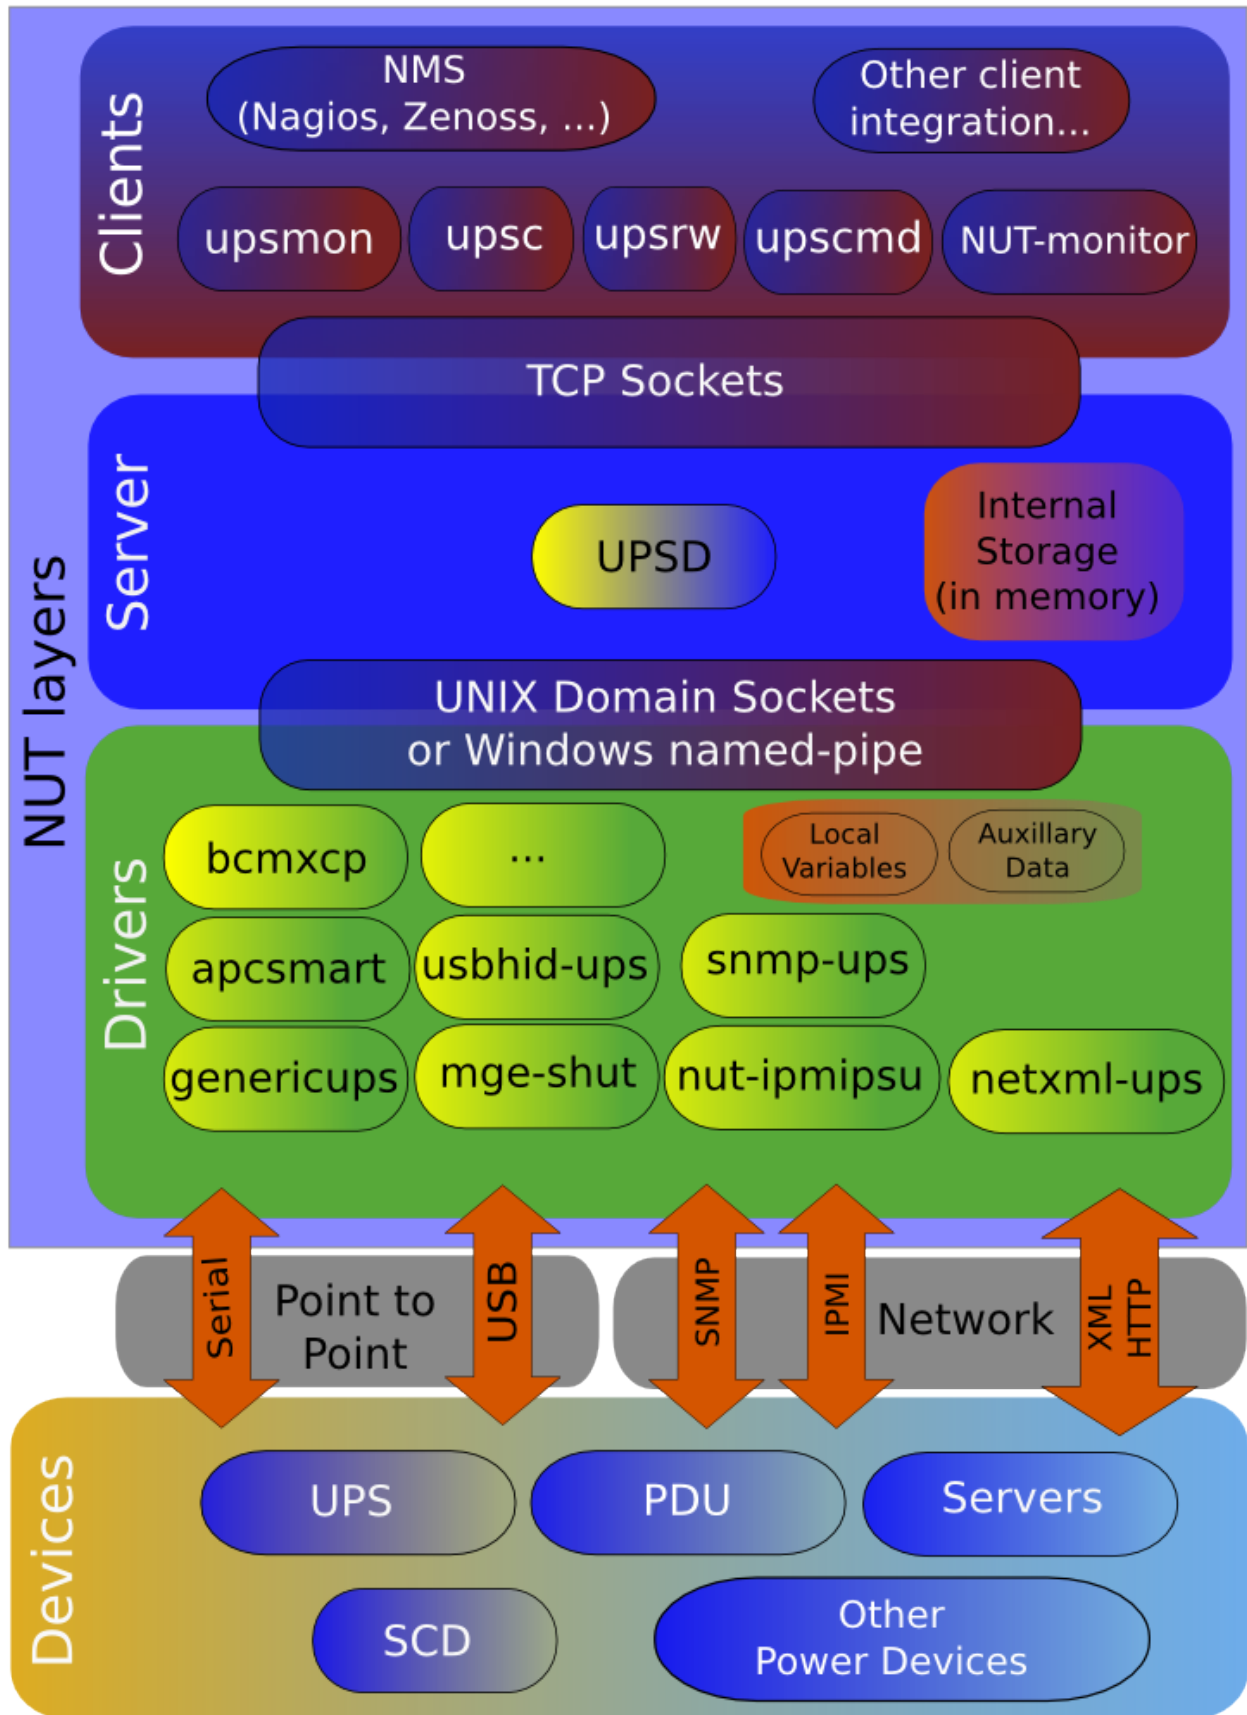 NUT layers
Clients
NMS
(Nagios, Zenoss, ...)
Other client
integration...
upsmon
upsc
upsrw
upscmd
NUT-monitor
TCP Sockets
Server
UPSD
Internal
Storage
(in memory)
UNIX Domain Sockets
or Windows named-pipe
Drivers
bcmxcp
...
Local
Variables
Auxillary
Data
apcsmart
usbhid-ups
snmp-ups
genericups
mge-shut
nut-ipmipsu
netxml-ups
Serial
Point to
Point
USB
SNMP
IPMI
Network
XML
HTTP
Devices
UPS
PDU
Servers
SCD
Other
Power Devices